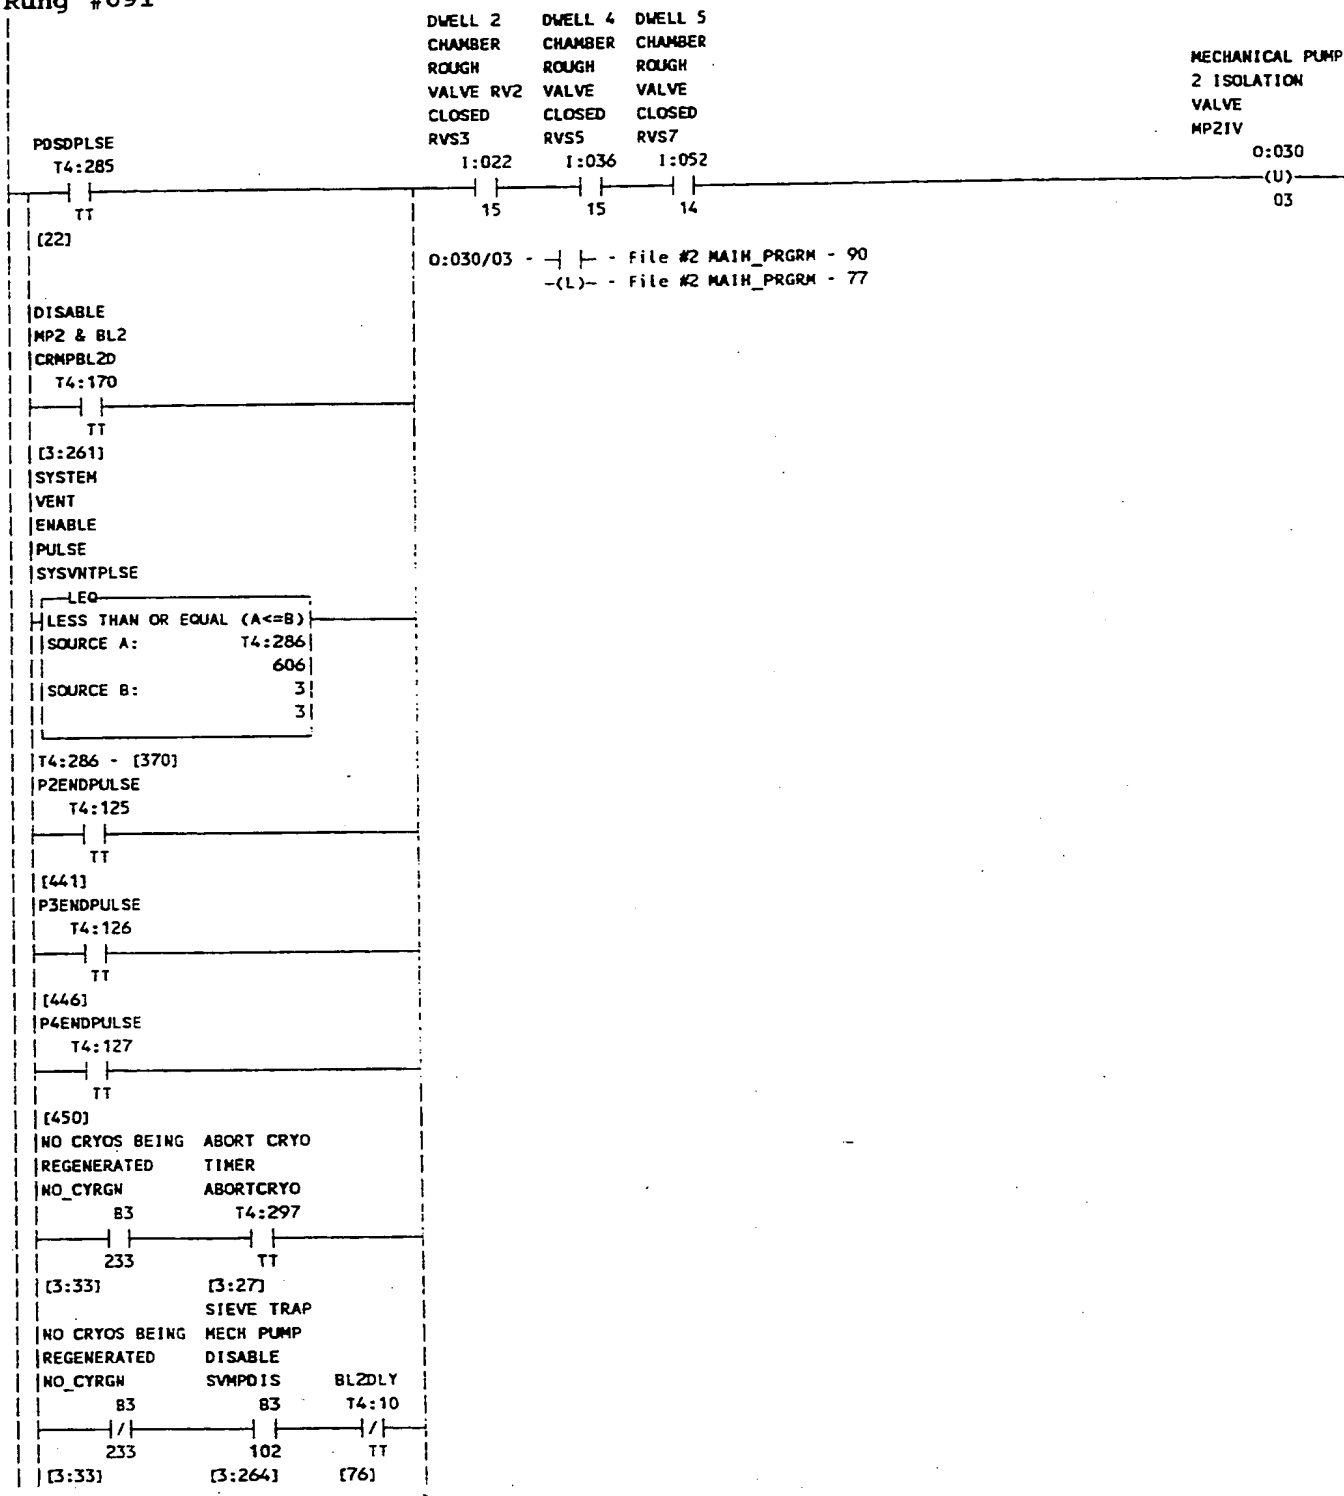 Rung #091
DWELL 2 DWELL 4 DWELL 5
CHAMBER CHAMBER CHAMBER
ROUGH ROUGH ROUGH
VALVE RV2 VALVE VALVE
CLOSED CLOSED CLOSED
RVS3 RVS5 RVS7
I:022 I:036 I:052
15 15 14
MECHANICAL PUMP
2 ISOLATION
VALVE
MP2IV
O:030
(U)
03
PDSDPLSE
T4:285
TT
[22]
O:030/03 - ─┤ ├─ - File #2 MAIN_PRGRM - 90
-(L)- - File #2 MAIN_PRGRM - 77
DISABLE
MP2 & BL2
CRMPBL2D
T4:170
TT
[3:261]
SYSTEM
VENT
ENABLE
PULSE
SYSVNTPLSE
LEQ
LESS THAN OR EQUAL (A<=B)
SOURCE A: T4:286
606
SOURCE B: 3
3
T4:286 - [370]
P2ENDPULSE
T4:125
TT
[441]
P3ENDPULSE
T4:126
TT
[446]
P4ENDPULSE
T4:127
TT
[450]
NO CRYOS BEING ABORT CRYO
REGENERATED TIMER
NO_CYRGN ABORTCRYO
B3 T4:297
233 TT
[3:33] [3:27]
SIEVE TRAP
NO CRYOS BEING MECH PUMP
REGENERATED DISABLE
NO_CYRGN SVMPDIS BL2DLY
B3 B3 T4:10
233 102 TT
[3:33] [3:264] [76]